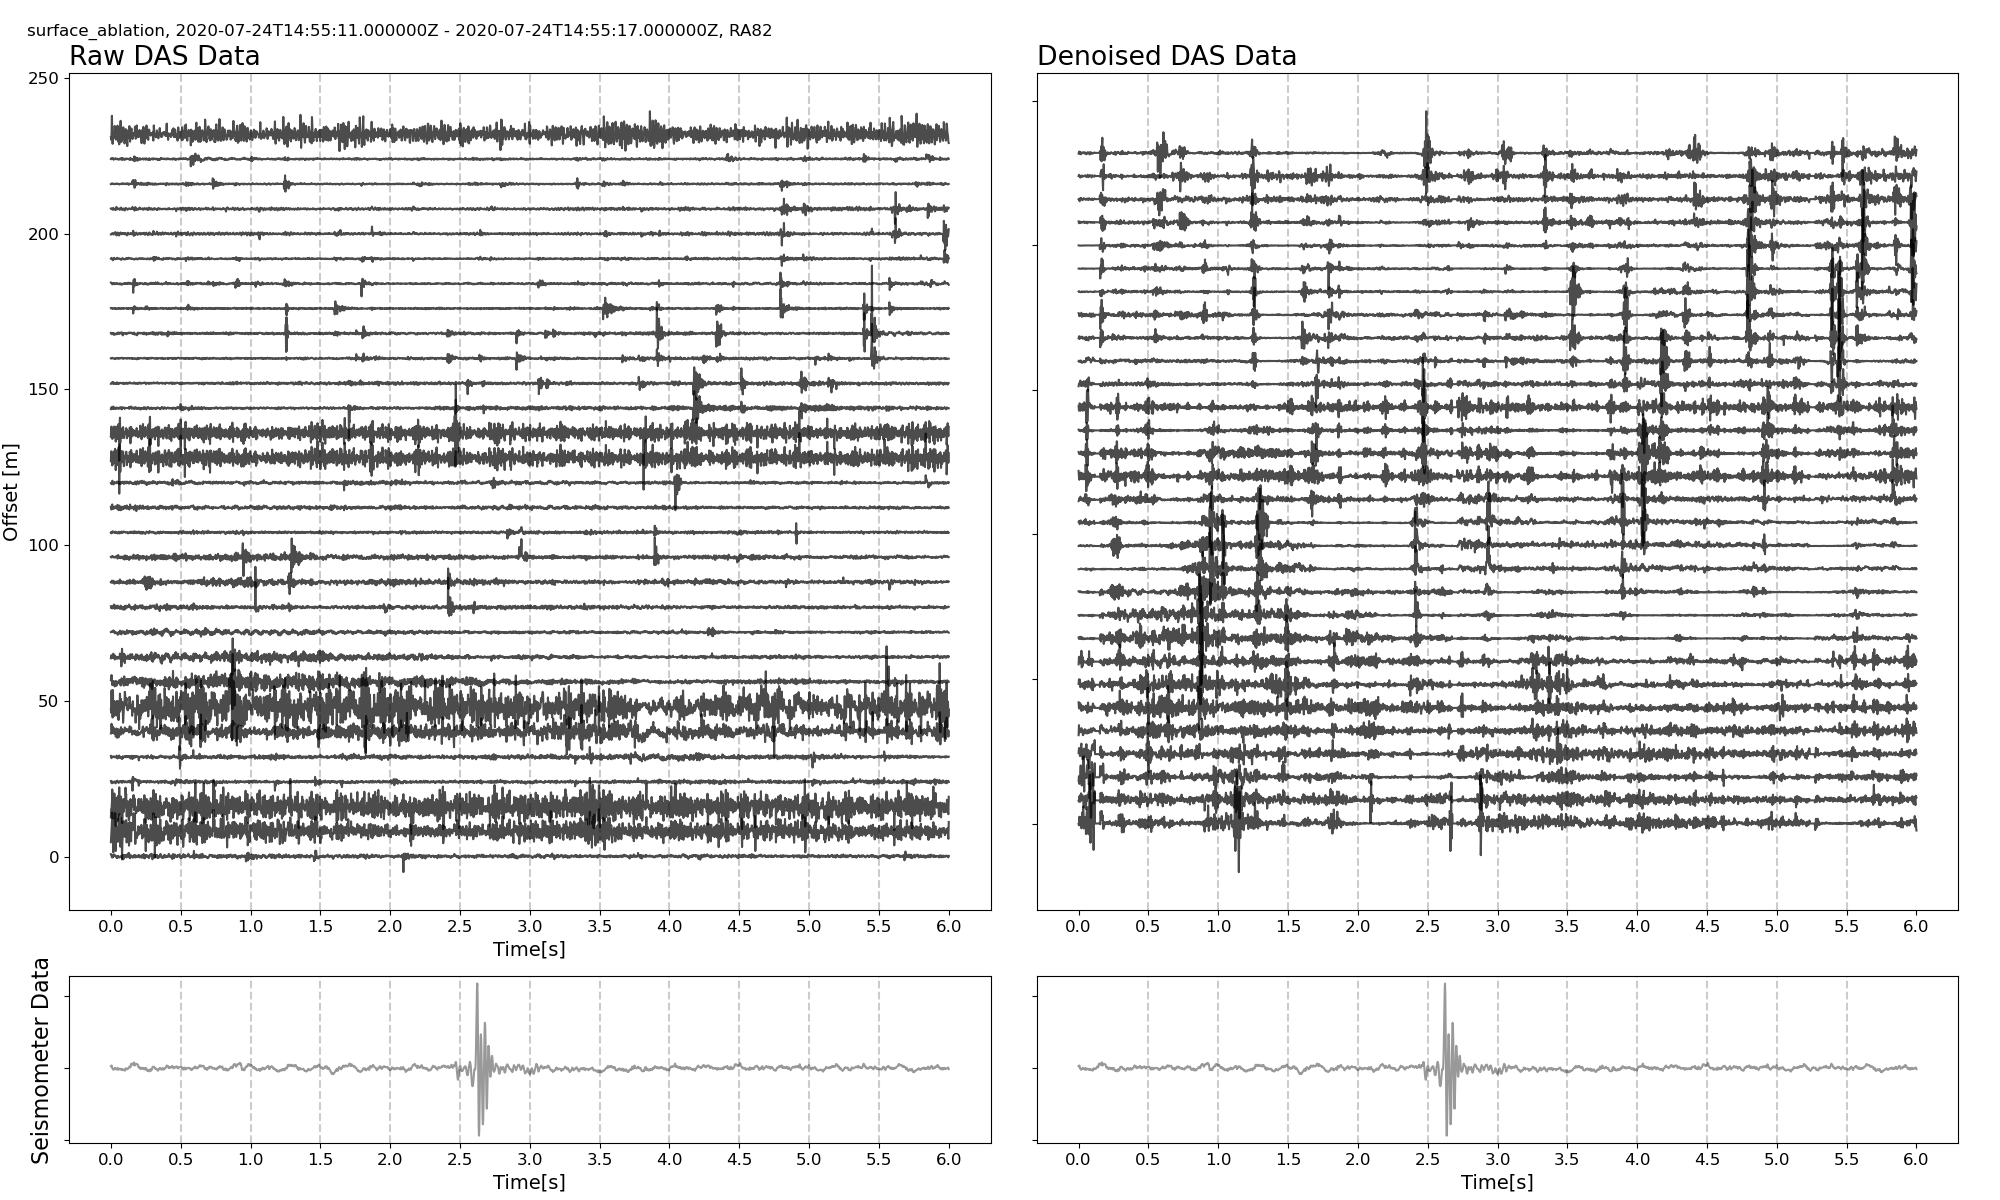 surface_ablation, 2020-07-24T14:55:11.000000Z - 2020-07-24T14:55:17.000000Z, RA82
Raw DAS Data
Denoised DAS Data
250
200
150
100
50
0
Offset [m]
0.0 0.5 1.0 1.5 2.0 2.5 3.0 3.5 4.0 4.5 5.0 5.5 6.0
Time[s]
0.0 0.5 1.0 1.5 2.0 2.5 3.0 3.5 4.0 4.5 5.0 5.5 6.0
Seismometer Data
0.0 0.5 1.0 1.5 2.0 2.5 3.0 3.5 4.0 4.5 5.0 5.5 6.0
Time[s]
0.0 0.5 1.0 1.5 2.0 2.5 3.0 3.5 4.0 4.5 5.0 5.5 6.0
Time[s]